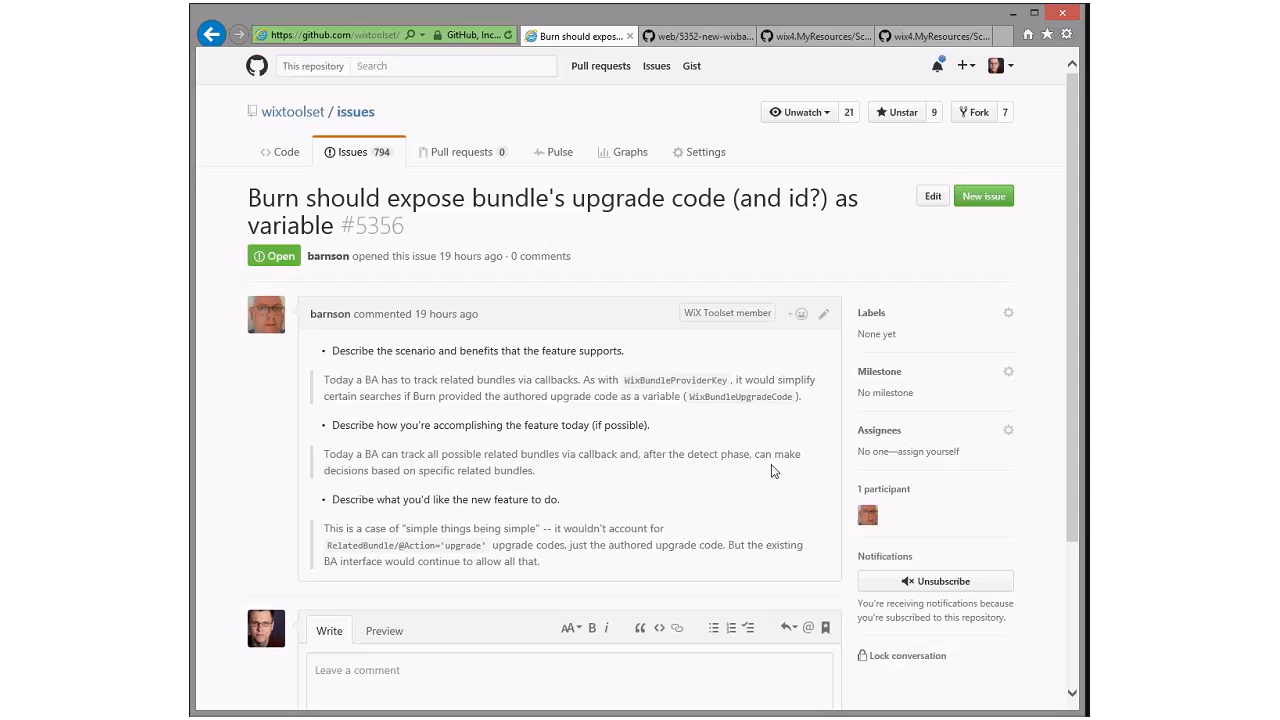 https://github.com/wixtoolset/ GitHub, Inc... Burn should expos... web/5352-new-wixba... wix4.MyResources/Sc... wix4.MyResources/Sc...
This repository Search Pull requests Issues Gist
wixtoolset / issues Unwatch 21 Unstar 9 Fork 7
Code Issues 794 Pull requests 0 Pulse Graphs Settings
Burn should expose bundle's upgrade code (and id?) as
variable #5356
Edit New issue
Open barnson opened this issue 19 hours ago · 0 comments
barnson commented 19 hours ago WiX Toolset member
• Describe the scenario and benefits that the feature supports.
Today a BA has to track related bundles via callbacks. As with WixBundleProviderKey, it would simplify
certain searches if Burn provided the authored upgrade code as a variable (WixBundleUpgradeCode).
• Describe how you're accomplishing the feature today (if possible).
Today a BA can track all possible related bundles via callback and, after the detect phase, can make
decisions based on specific related bundles.
• Describe what you'd like the new feature to do.
This is a case of "simple things being simple" -- it wouldn't account for
RelatedBundle/@Action='upgrade' upgrade codes, just the authored upgrade code. But the existing
BA interface would continue to allow all that.
Labels
None yet
Milestone
No milestone
Assignees
No one—assign yourself
1 participant
Notifications
Unsubscribe
You're receiving notifications because
you're subscribed to this repository.
Lock conversation
Write Preview AA B i
Leave a comment